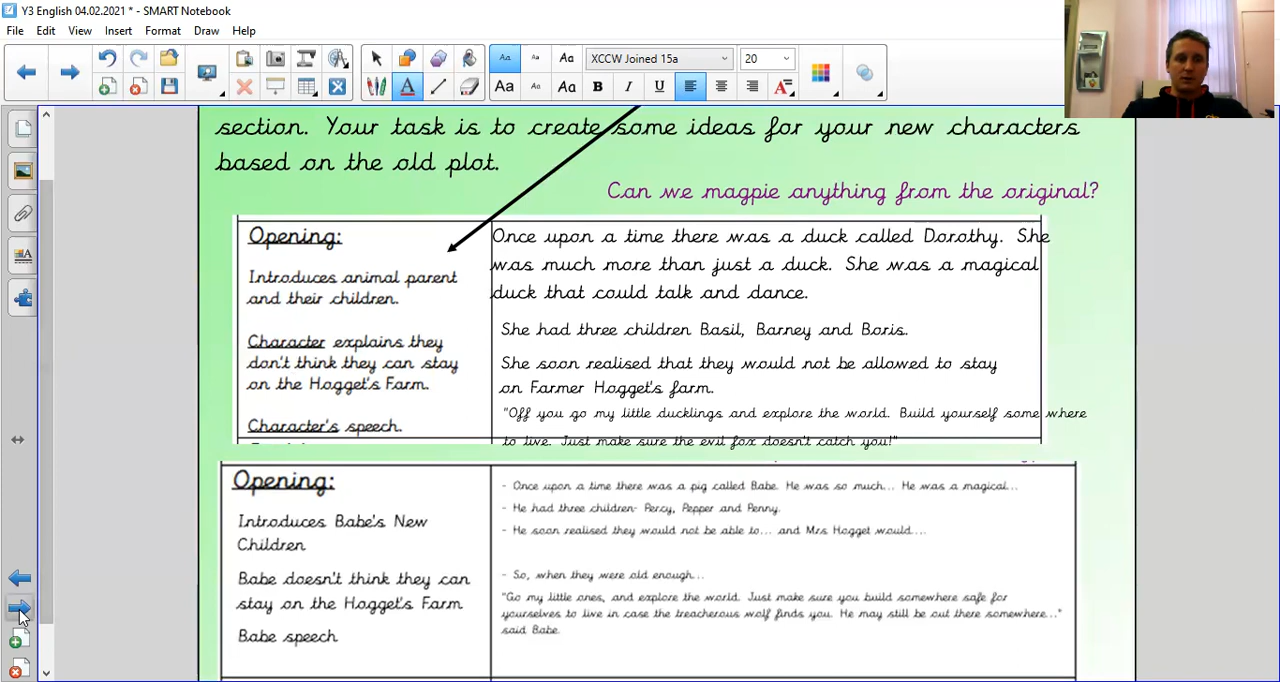 Y3 English 04.02.2021 * - SMART Notebook
File Edit View Insert Format Draw Help
XCCW Joined 15a
20
section. Your task is to create some ideas for your new characters
based on the old plot.
Can we magpie anything from the original?
Opening:
Introduces animal parent
and their children.
Character explains they
don't think they can stay
on the Hogget's Farm.
Character's speech.
Once upon a time there was a duck called Dorothy. She
was much more than just a duck. She was a magical
duck that could talk and dance.
She had three children Basil, Barney and Boris.
She soon realised that they would not be allowed to stay
on Farmer Hogget's farm.
"Off you go my little ducklings and explore the world. Build yourself some where
to live. Just make sure the evil fox doesn't catch you!"
Opening:
Introduces Babe's New
Children
Babe doesn't think they can
stay on the Hogget's Farm
Babe speech
- Once upon a time there was a pig called Babe. He was so much... He was a magical...
- He had three children- Percy, Pepper and Penny.
- He soon realised they would not be able to... and Mrs Hogget would....
- So, when they were old enough...
"Go my little ones, and explore the world. Just make sure you build somewhere safe for
yourselves to live in case the treacherous wolf finds you. He may still be out there somewhere..."
said Babe.